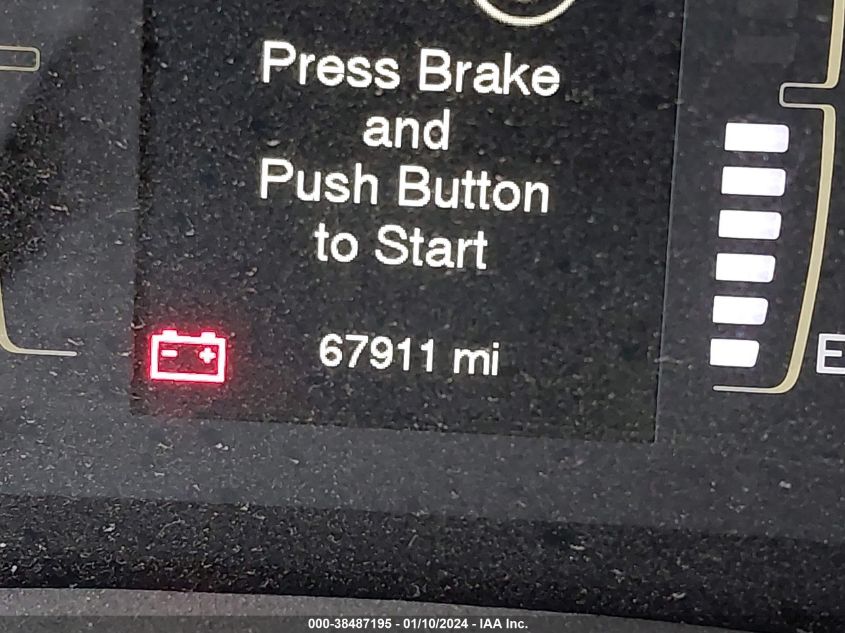 Press Brake
and
Push Button
to Start
67911 mi
E
000-38487195 - 01/10/2024 - IAA Inc.